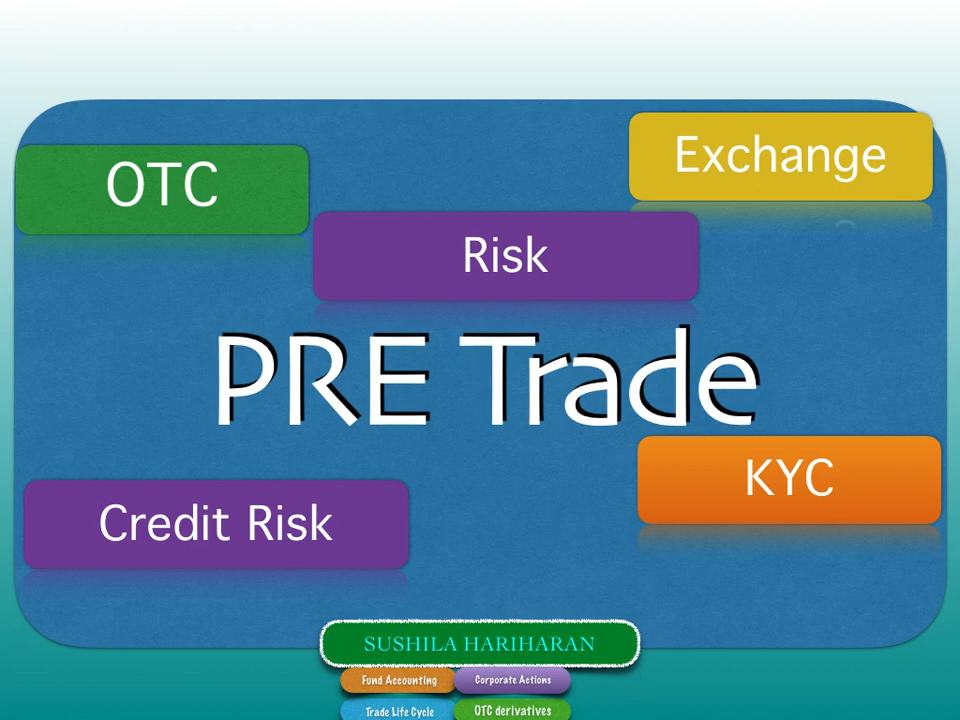 Exchange
OTC
Risk
PRE Trade
KYC
Credit Risk
SUSHILA HARIHARAN
Fund Accounting
Corporate Actions
Trade Life Cycle
OTC derivatives